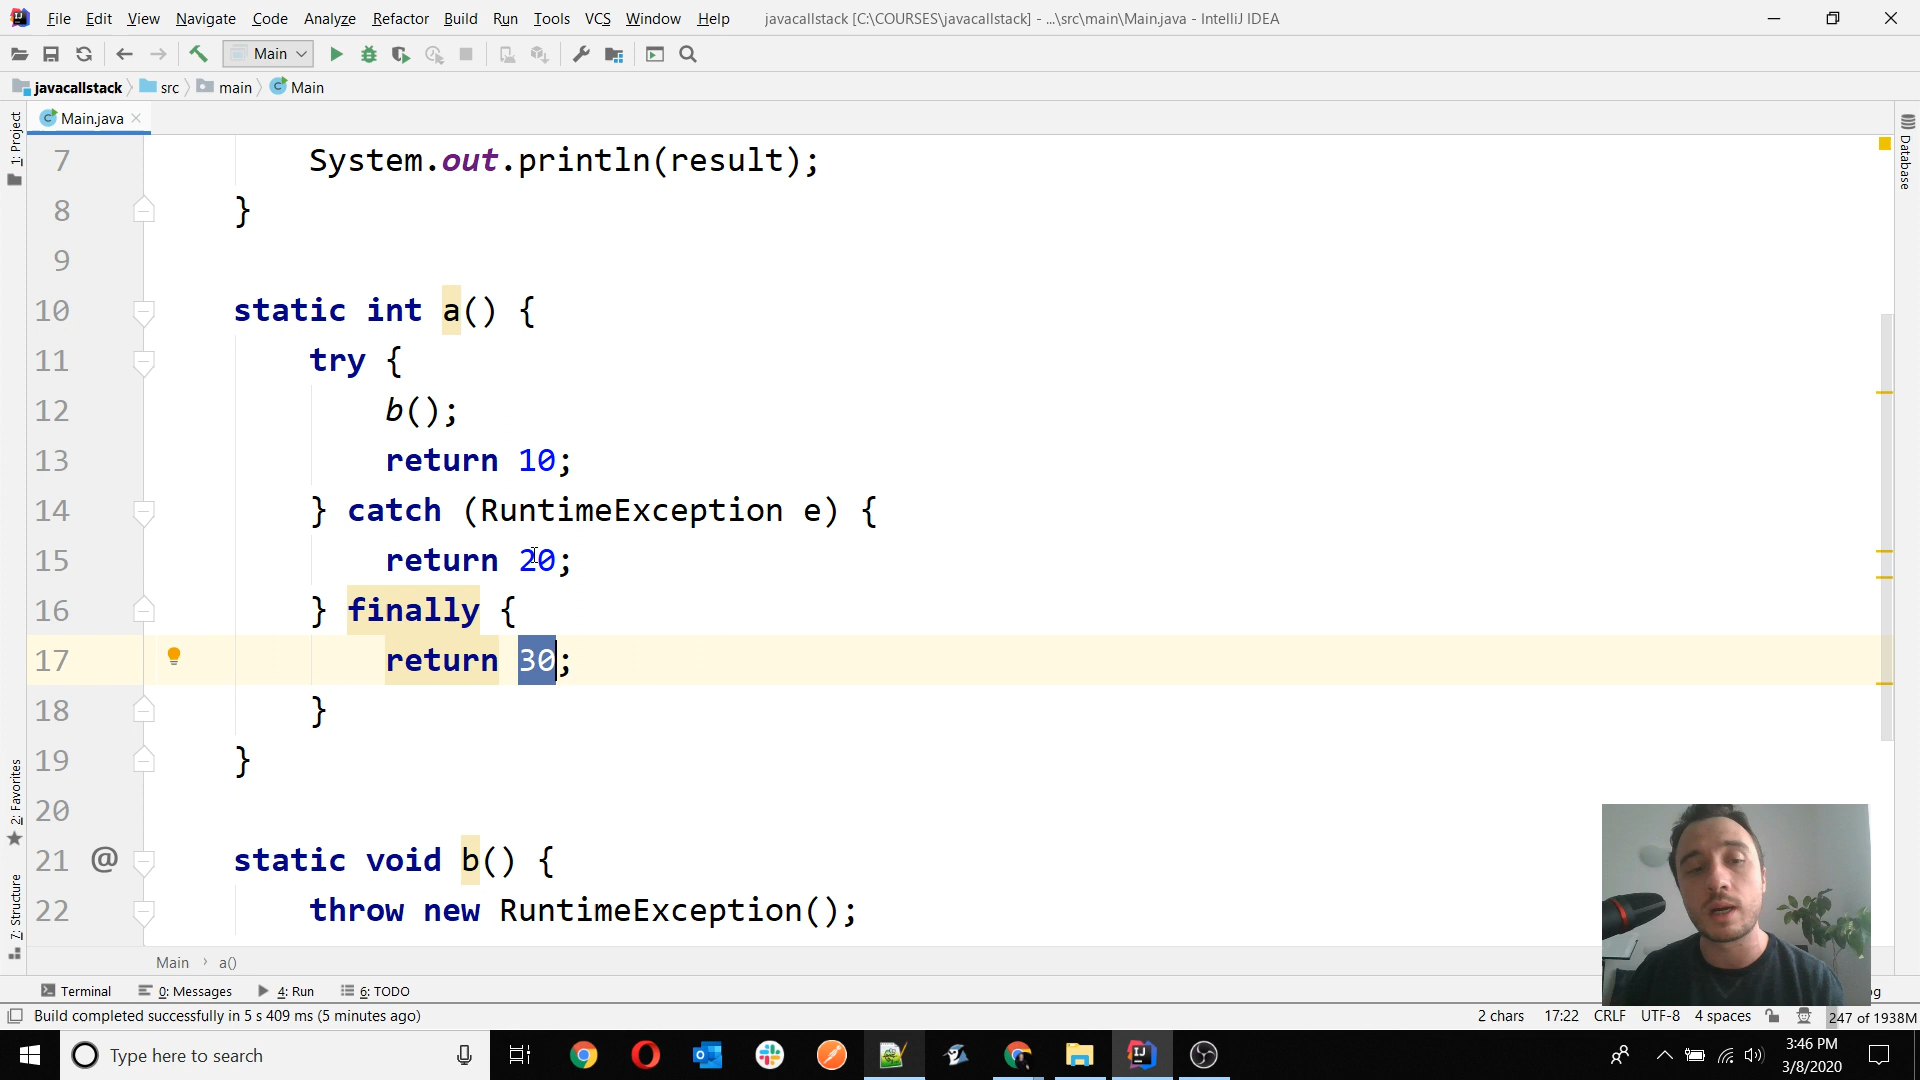 File Edit View Navigate Code Analyze Refactor Build Run Tools VCS Window Help javacallstack [C:\COURSES\javacallstack] - ...\src\main\Main.java - IntelliJ IDEA
Main
javacallstack src main Main
Main.java
1: Project
Database
7 System.out.println(result);
8 }
9
10 static int a() {
11 try {
12 b();
13 return 10;
14 } catch (RuntimeException e) {
15 return 20;
16 } finally {
17 return 30;
18 }
19 }
20
21 @ static void b() {
22 throw new RuntimeException();
2: Favorites
7: Structure
Main a()
Terminal 0: Messages 4: Run 6: TODO
Build completed successfully in 5 s 409 ms (5 minutes ago) 2 chars 17:22 CRLF UTF-8 4 spaces 247 of 1938M
Type here to search
3:46 PM
3/8/2020